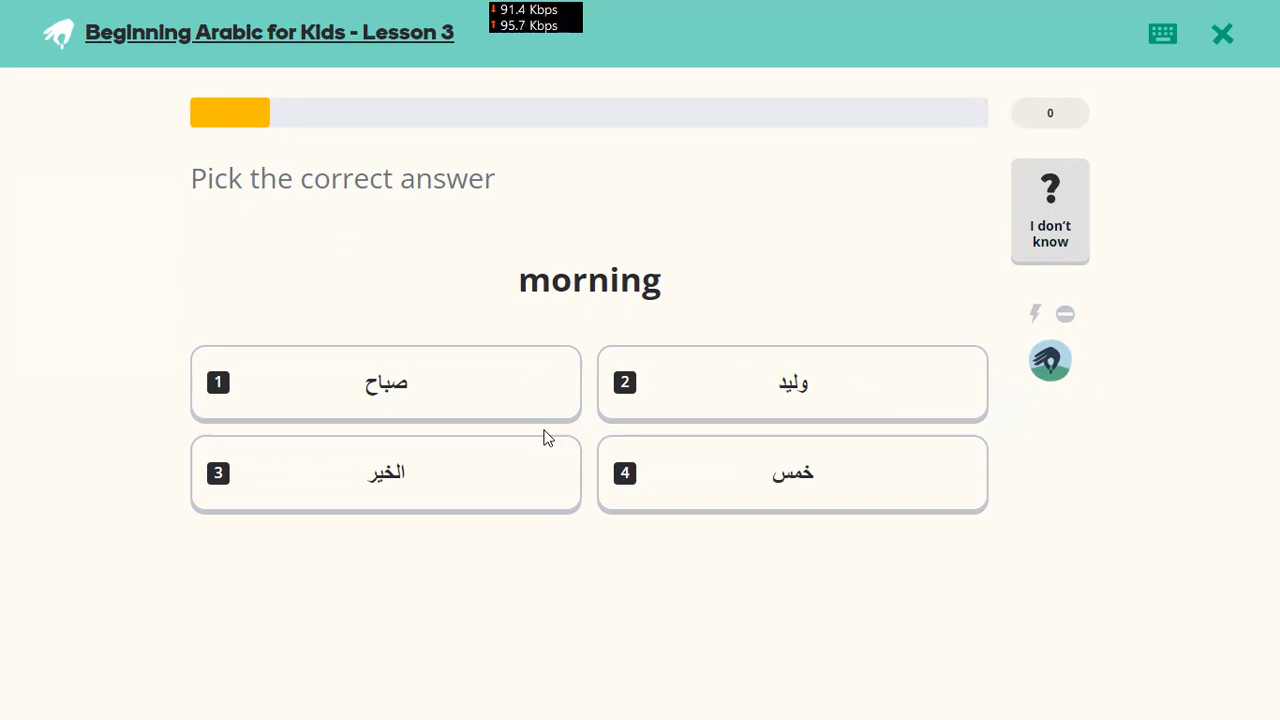 ↓ 91.4 Kbps
↑ 95.7 Kbps
Beginning Arabic for Kids - Lesson 3
0
Pick the correct answer
?
I don't
know
morning
1 صباح
2 وليد
3 الخير
4 خمس